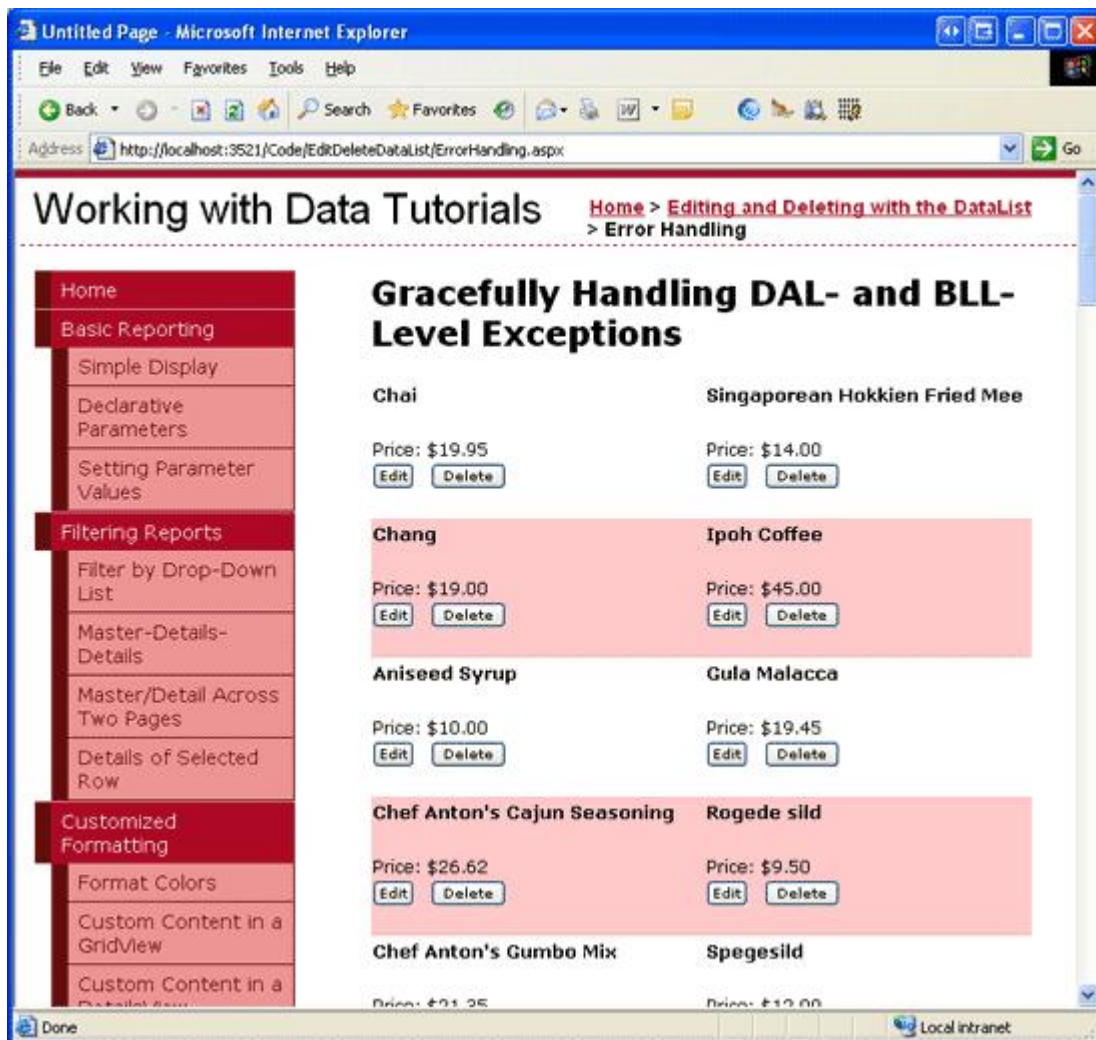 Untitled Page - Microsoft Internet Explorer
File Edit View Favorites Tools Help
Back Search Favorites
Address http://localhost:3521/Code/EditDeleteDataList/ErrorHandling.aspx Go
Working with Data Tutorials
Home > Editing and Deleting with the DataList
> Error Handling
Home
Basic Reporting
Simple Display
Declarative
Parameters
Setting Parameter
Values
Filtering Reports
Filter by Drop-Down
List
Master-Details-
Details
Master/Detail Across
Two Pages
Details of Selected
Row
Customized
Formatting
Format Colors
Custom Content in a
GridView
Custom Content in a
DetailsView
Gracefully Handling DAL- and BLL-
Level Exceptions
Chai Singaporean Hokkien Fried Mee
Price: $19.95 Price: $14.00
Edit Delete Edit Delete
Chang Ipoh Coffee
Price: $19.00 Price: $45.00
Edit Delete Edit Delete
Aniseed Syrup Gula Malacca
Price: $10.00 Price: $19.45
Edit Delete Edit Delete
Chef Anton's Cajun Seasoning Rogede sild
Price: $26.62 Price: $9.50
Edit Delete Edit Delete
Chef Anton's Gumbo Mix Spegesild
Price: $21.35 Price: $12.00
Done Local intranet